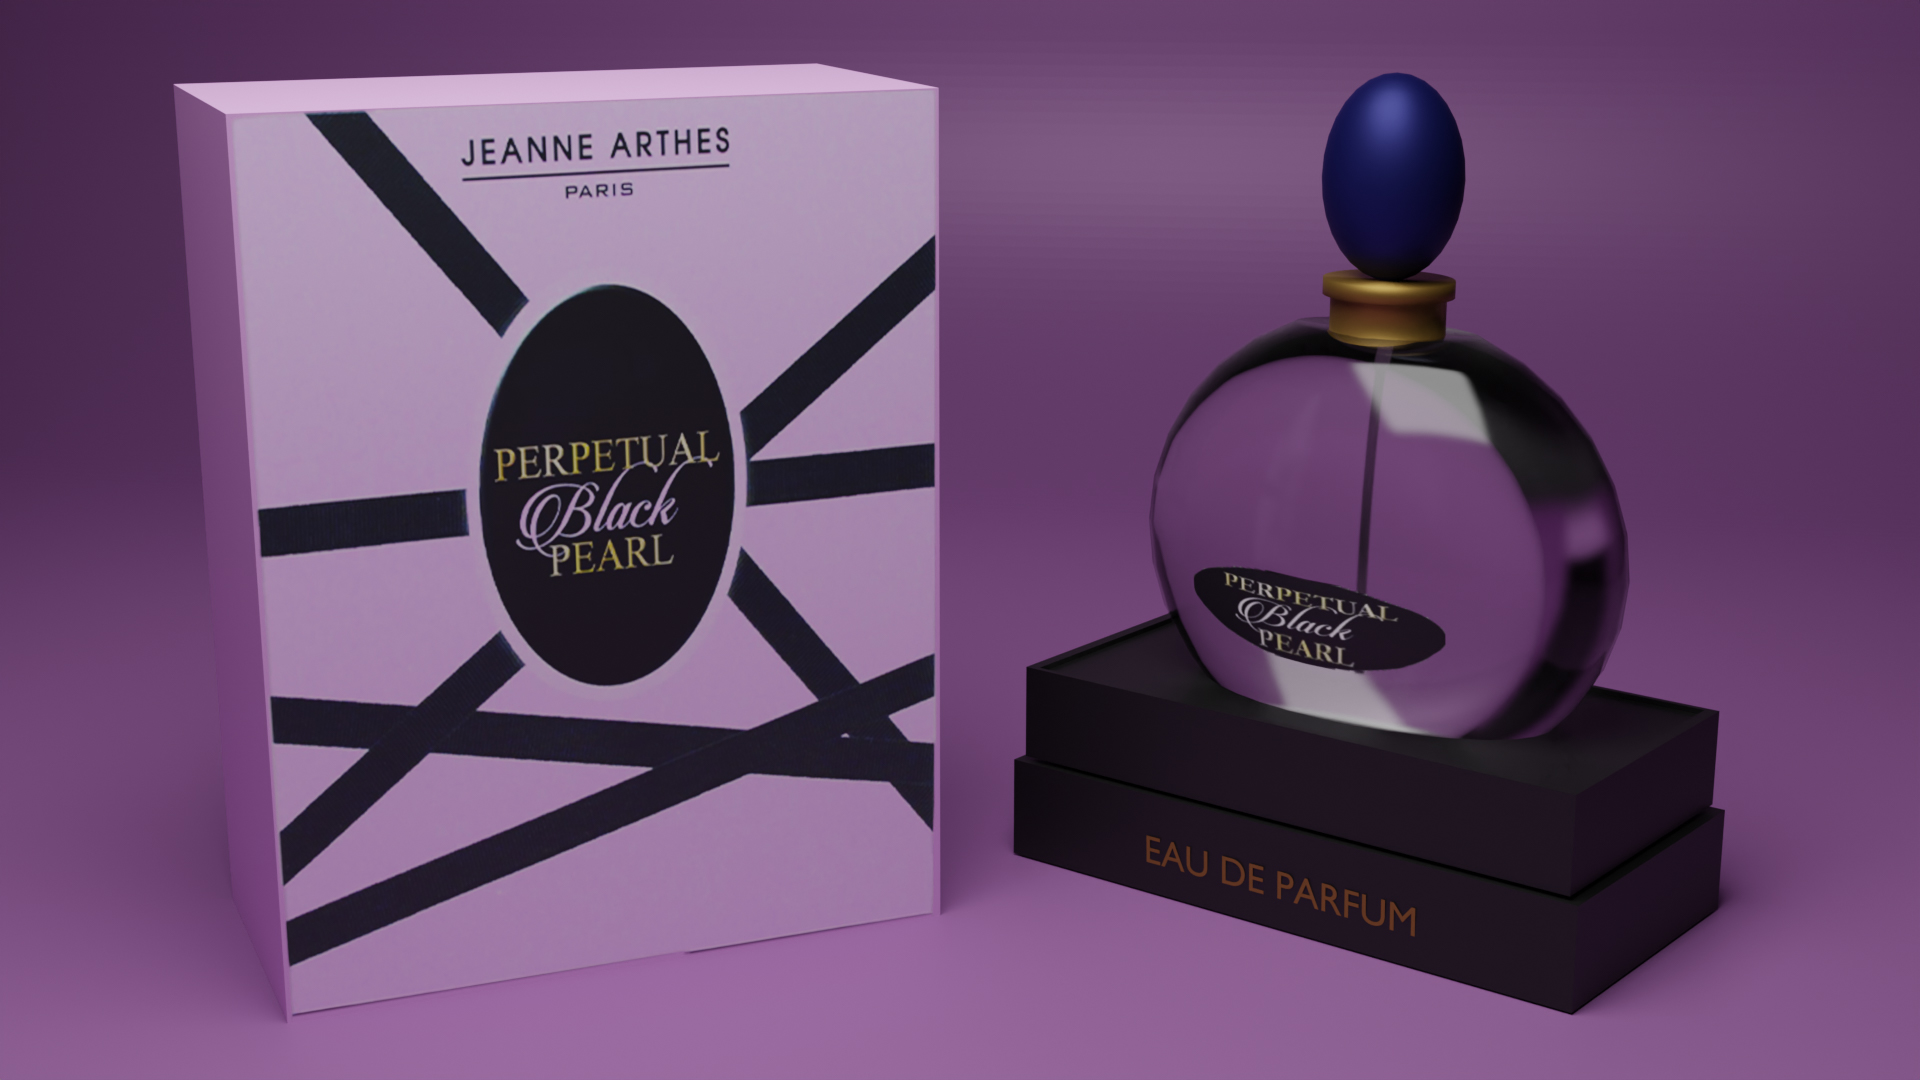 JEANNE ARTHES
PARIS
PERPETUAL
Black
PEARL
PERPETUAL
Black
PEARL
EAU DE PARFUM